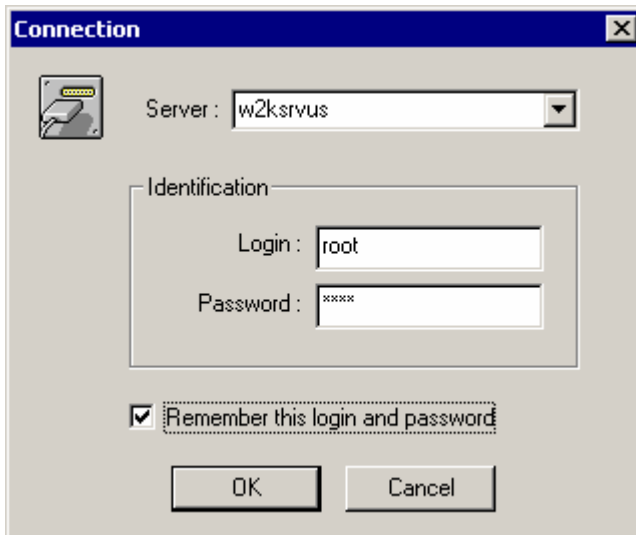 Connection
Server : w2ksrvus
Identification
Login : root
Password : ****
Remember this login and password
OK Cancel